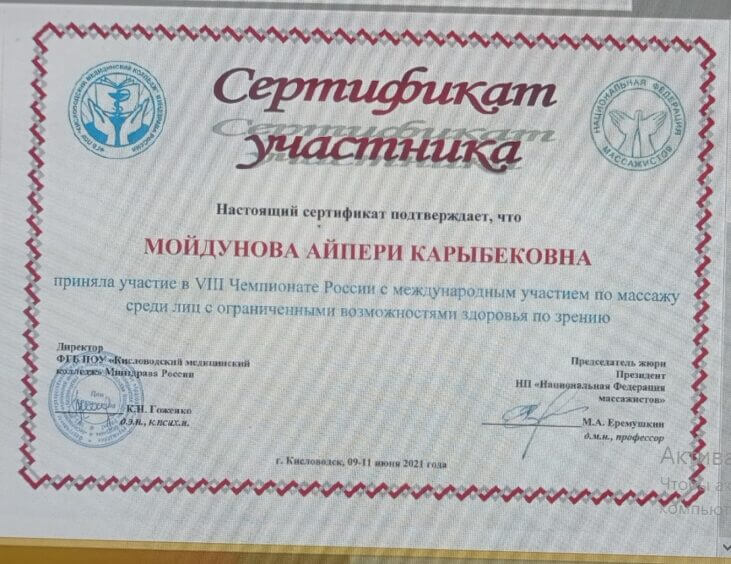 Сертификат
участника
НАЦИОНАЛЬНАЯ ФЕДЕРАЦИЯ
МАССАЖИСТОВ
Настоящий сертификат подтверждает, что
МОЙДУНОВА АЙПЕРИ КАРЫБЕКОВНА
приняла участие в VIII Чемпионате России с международным участием по массажу
среди лиц с ограниченными возможностями здоровья по зрению
Директор
ФГБ ПОУ «Кисловодский медицинский
колледж» Минздрава России
К.Н. Гоженко
д.э.н., к.псих.н.
Председатель жюри
Президент
НП «Национальная Федерация
массажистов»
М.А. Еремушкин
д.м.н., профессор
г. Кисловодск, 09-11 июня 2021 года